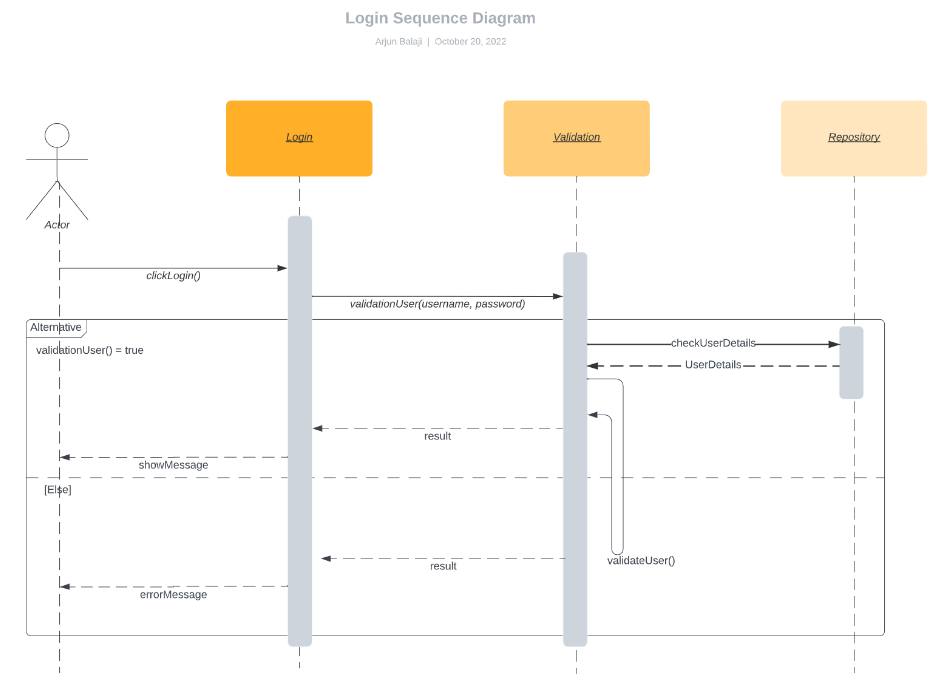 Login Sequence Diagram
Arjun Balaji | October 20, 2022
Login
Validation
Repository
Actor
clickLogin()
validationUser(username, password)
Alternative
validationUser() = true
checkUserDetails
UserDetails
result
showMessage
[Else]
validateUser()
result
errorMessage